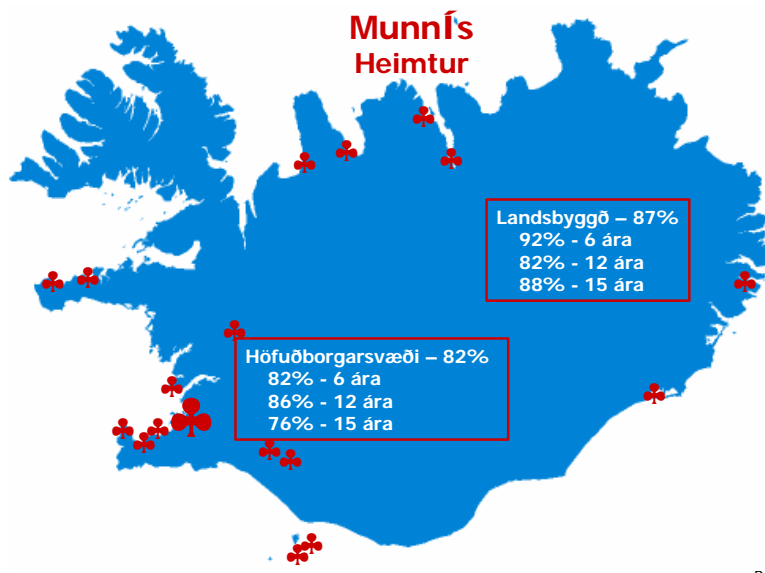 MunnÍs
Heimtur
Landsbyggð – 87%
92% - 6 ára
82% - 12 ára
88% - 15 ára
Höfuðborgarsvæði – 82%
82% - 6 ára
86% - 12 ára
76% - 15 ára